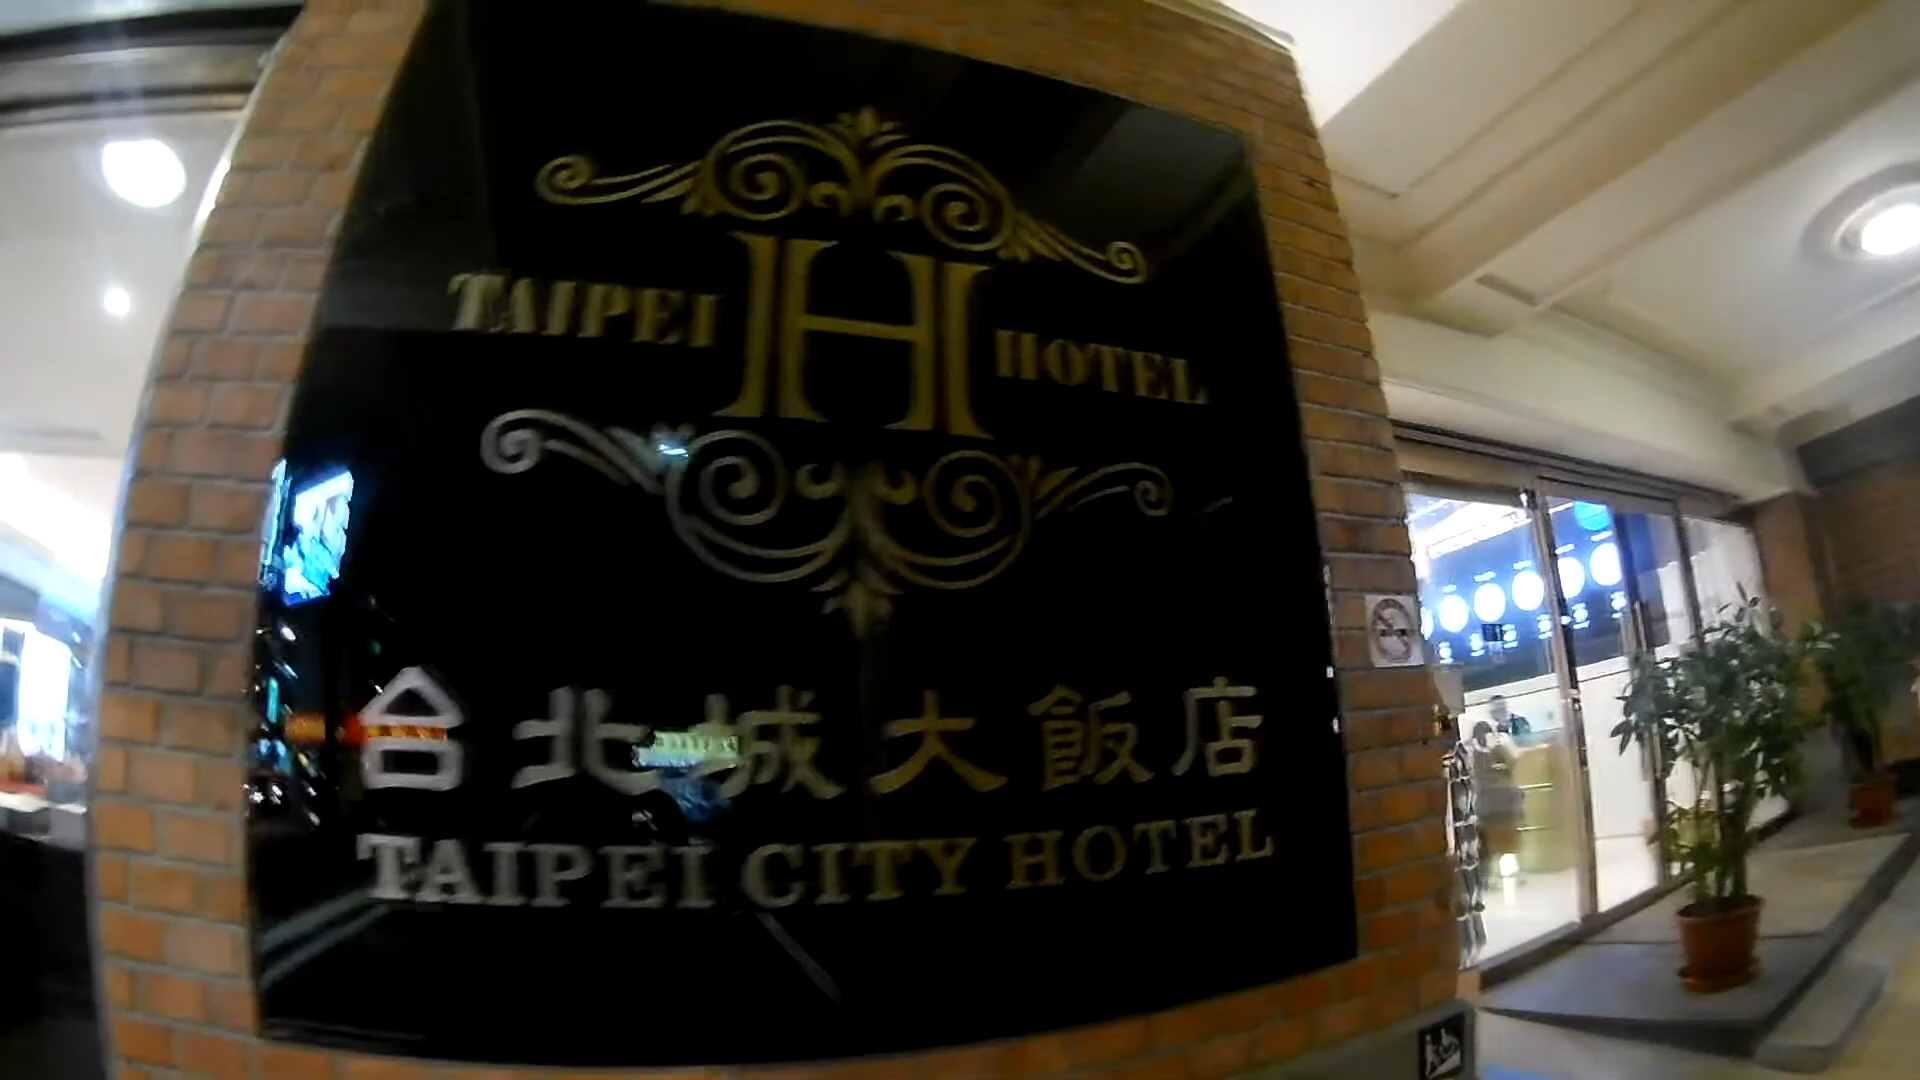 TAIPEI H HOTEL
台北城大飯店
TAIPEI CITY HOTEL